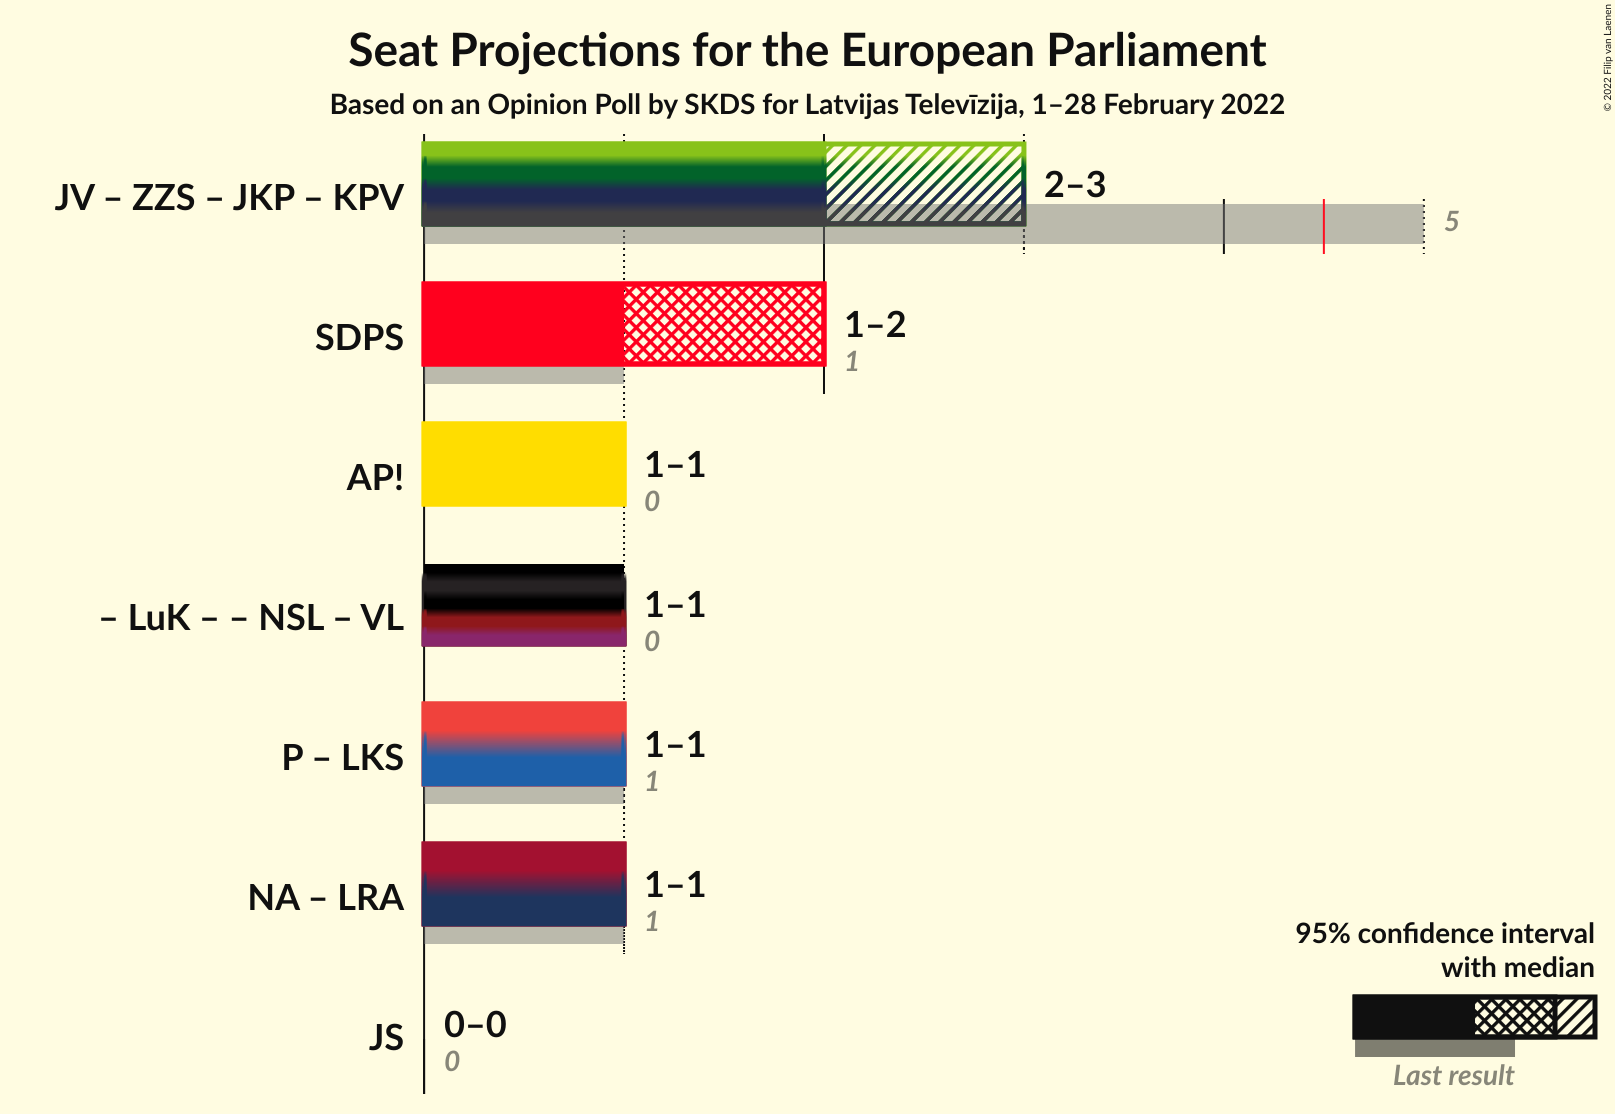 Seat Projections for the European Parliament
Based on an Opinion Poll by SKDS for Latvijas Televīzija, 1–28 February 2022
© 2022 Filip van Laenen
JV – ZZS – JKP – KPV
2–3
5
SDPS
1–2
1
AP!
1–1
0
– LuK – – NSL – VL
1–1
0
P – LKS
1–1
1
NA – LRA
1–1
1
JS
0–0
0
95% confidence interval
with median
Last result